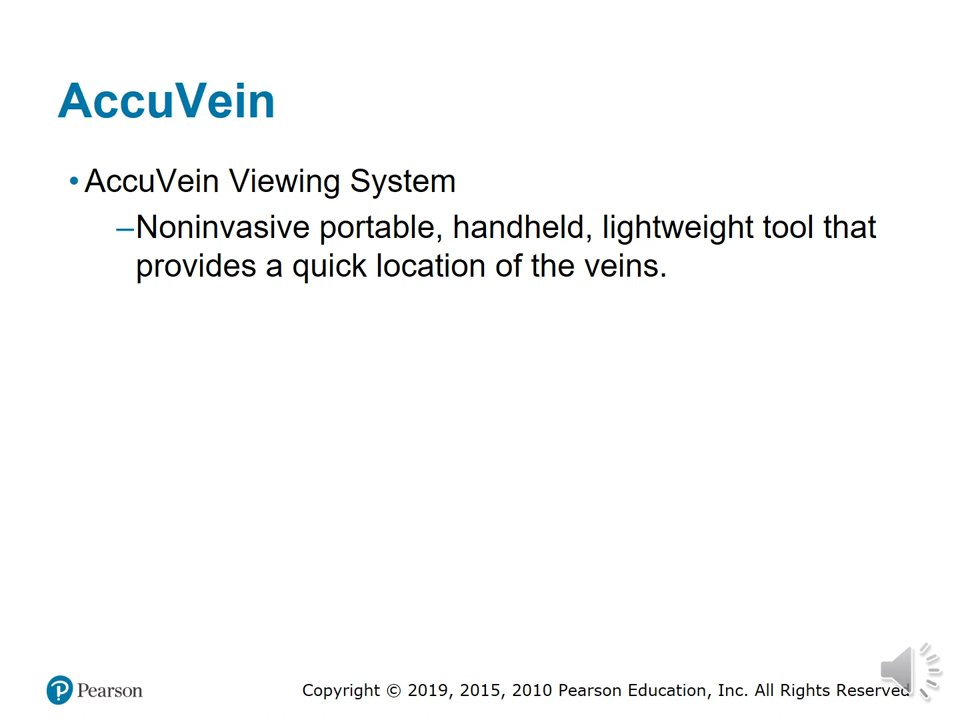 AccuVein
• AccuVein Viewing System
–Noninvasive portable, handheld, lightweight tool that
provides a quick location of the veins.
Pearson
Copyright © 2019, 2015, 2010 Pearson Education, Inc. All Rights Reserved